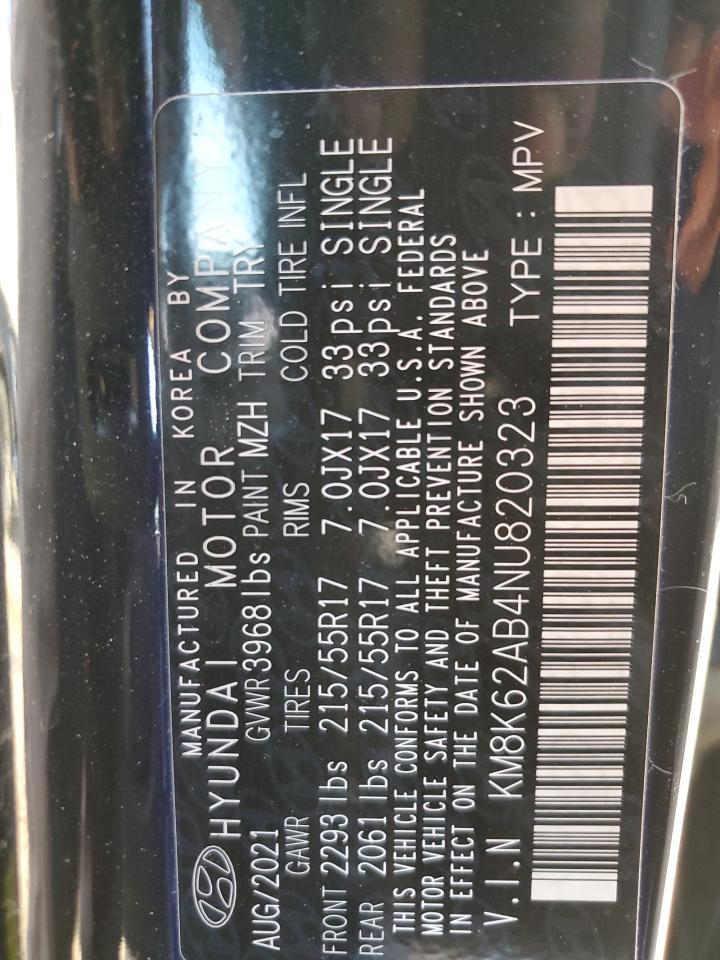 MANUFACTURED IN KOREA BY
HYUNDAI MOTOR COMPANY
AUG/2021 GVWR 3968 lbs PAINT MZH TRIM TRY
GAWR TIRES RIMS COLD TIRE INFL
FRONT 2293 lbs 215/55R17 7.0JX17 33psi SINGLE
REAR 2061 lbs 215/55R17 7.0JX17 33psi SINGLE
THIS VEHICLE CONFORMS TO ALL APPLICABLE U.S.A. FEDERAL
MOTOR VEHICLE SAFETY AND THEFT PREVENTION STANDARDS
IN EFFECT ON THE DATE OF MANUFACTURE SHOWN ABOVE
V.I.N KM8K62AB4NU820323 TYPE : MPV